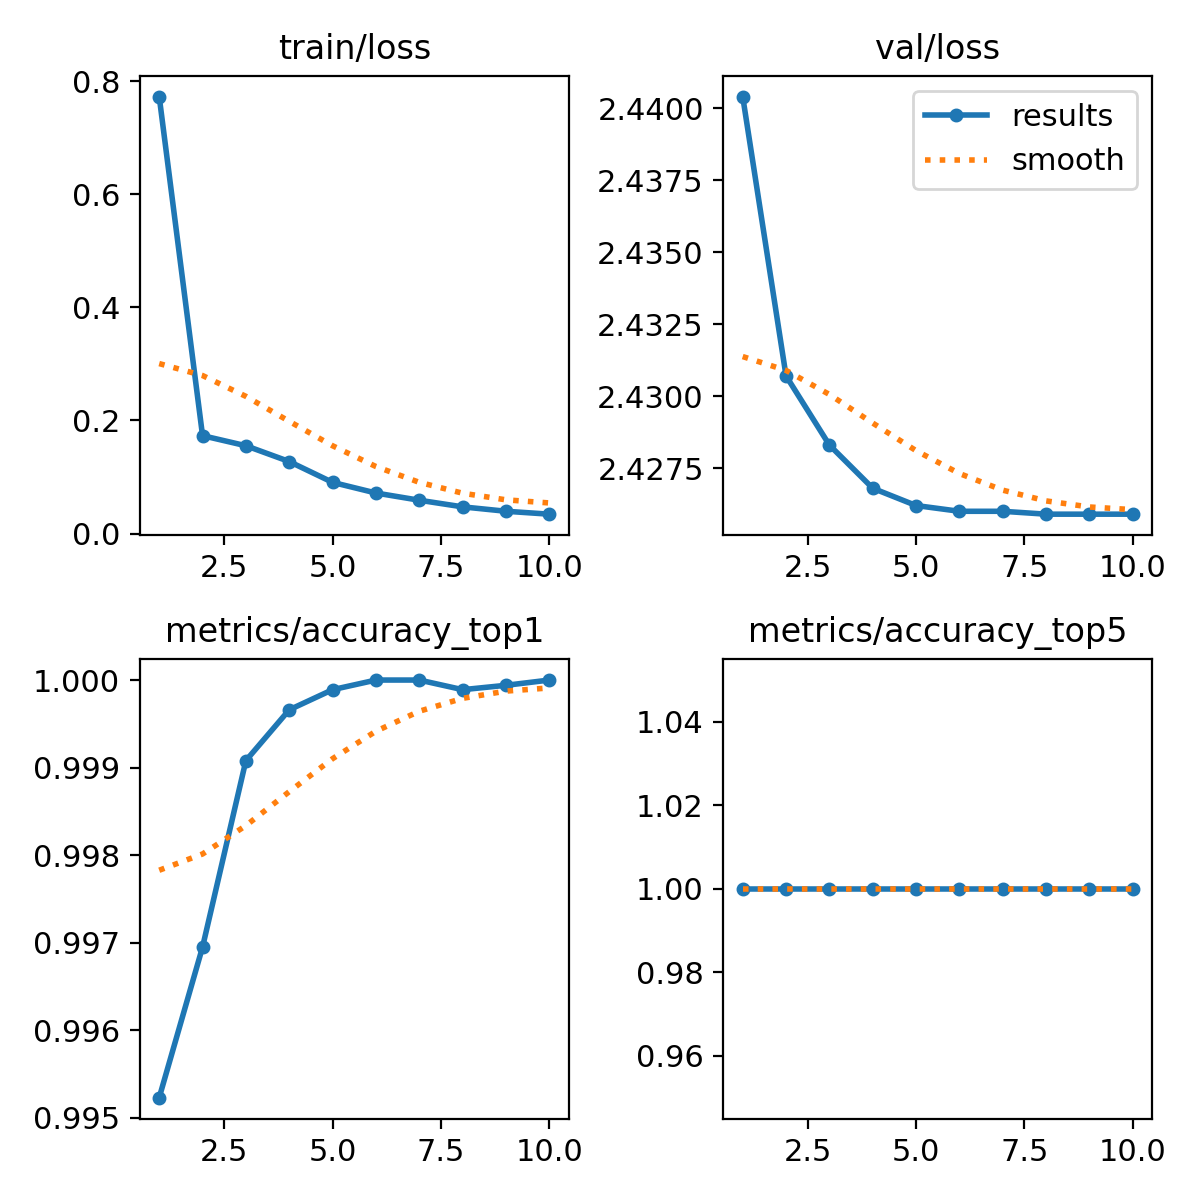 train/loss
0.8
0.6
0.4
0.2
0.0
2.5 5.0 7.5 10.0
val/loss
results
smooth
2.4400
2.4375
2.4350
2.4325
2.4300
2.4275
2.5 5.0 7.5 10.0
metrics/accuracy_top1
1.000
0.999
0.998
0.997
0.996
0.995
2.5 5.0 7.5 10.0
metrics/accuracy_top5
1.04
1.02
1.00
0.98
0.96
2.5 5.0 7.5 10.0